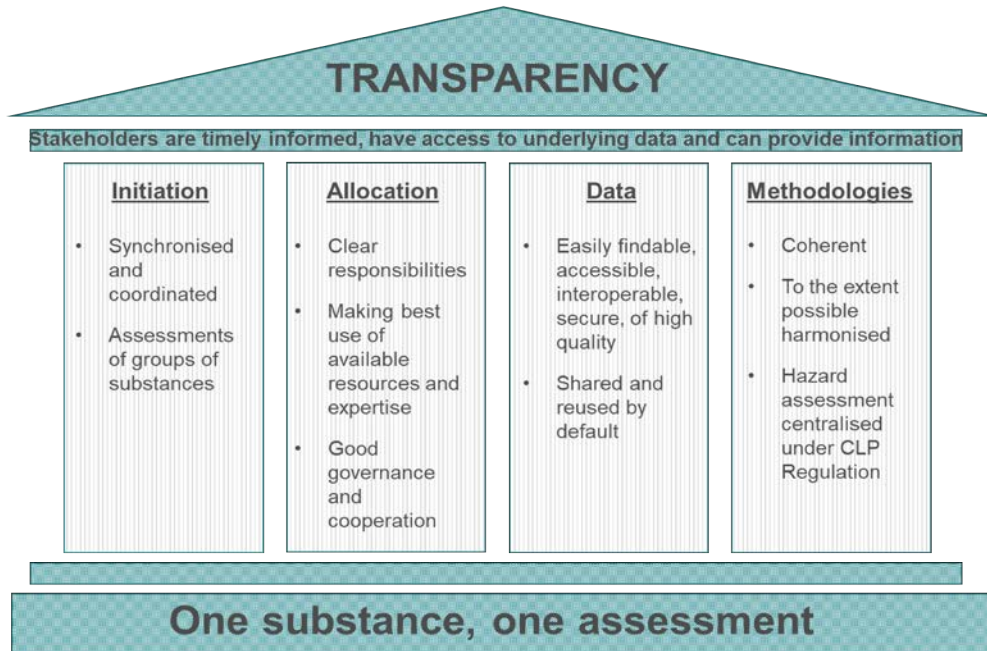 TRANSPARENCY
Stakeholders are timely informed, have access to underlying data and can provide information
Initiation
• Synchronised
and
coordinated
• Assessments
of groups of
substances
Allocation
• Clear
responsibilities
• Making best
use of
available
resources and
expertise
• Good
governance
and
cooperation
Data
• Easily findable,
accessible,
interoperable,
secure, of high
quality
• Shared and
reused by
default
Methodologies
• Coherent
• To the extent
possible
harmonised
• Hazard
assessment
centralised
under CLP
Regulation
One substance, one assessment